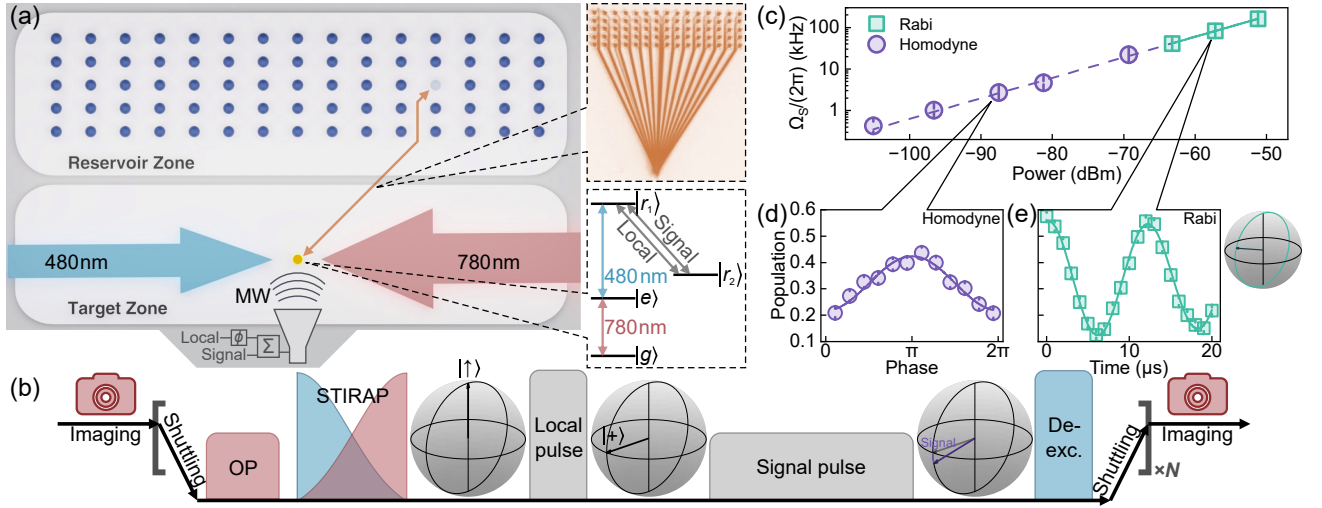 (a)
Reservoir Zone
480nm
780nm
MW
Target Zone
Local
ϕ
Signal
Σ
|r₁⟩
Local
Signal
|r₂⟩
480nm
|e⟩
780nm
|g⟩
(c)
Ω_S/(2π) (kHz)
100
10
1
Rabi
Homodyne
−100
−90
−80
−70
−60
−50
Power (dBm)
(d)
Population
0.6
0.5
0.4
0.3
0.2
0.1
Homodyne
0
π
2π
Phase
(e)
Rabi
0
10
20
Time (μs)
(b)
Imaging
Shuttling
OP
STIRAP
|↑⟩
Local
pulse
|+⟩
Signal pulse
Signal
De-
exc.
Shuttling
×N
Imaging